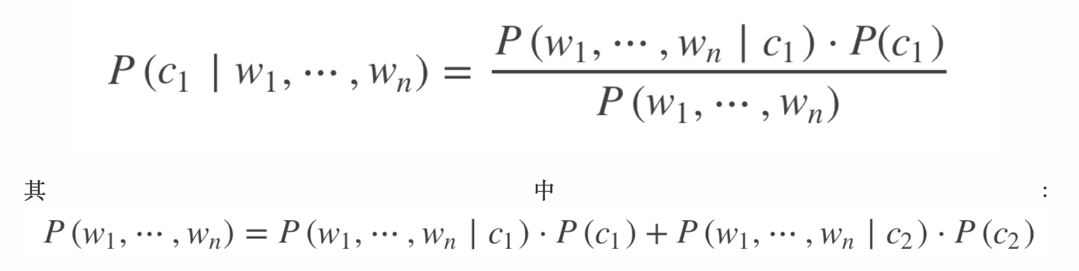 P(c₁ | w₁, ⋯ , wₙ) = P(w₁, ⋯ , wₙ | c₁) · P(c₁) / P(w₁, ⋯ , wₙ)
其中:
P(w₁, ⋯ , wₙ) = P(w₁, ⋯ , wₙ | c₁) · P(c₁) + P(w₁, ⋯ , wₙ | c₂) · P(c₂)